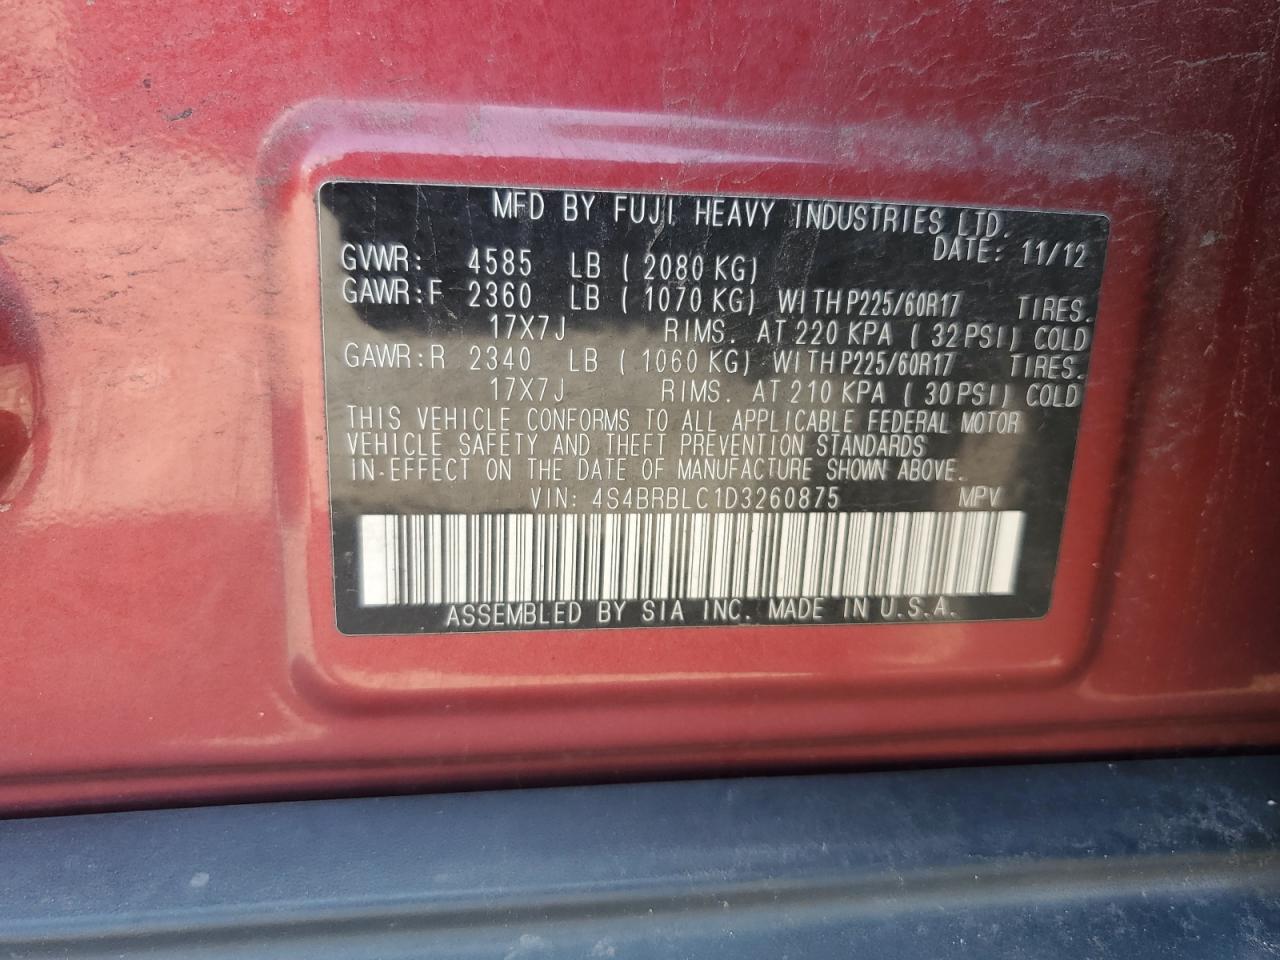 MFD BY FUJI HEAVY INDUSTRIES LTD.
DATE: 11/12
GVWR: 4585 LB (2080 KG)
GAWR:F 2360 LB (1070 KG) WITH P225/60R17 TIRES.
17X7J RIMS. AT 220 KPA (32 PSI) COLD
GAWR:R 2340 LB (1060 KG) WITH P225/60R17 TIRES.
17X7J RIMS. AT 210 KPA (30 PSI) COLD
THIS VEHICLE CONFORMS TO ALL APPLICABLE FEDERAL MOTOR
VEHICLE SAFETY AND THEFT PREVENTION STANDARDS
IN-EFFECT ON THE DATE OF MANUFACTURE SHOWN ABOVE.
VIN: 4S4BRBLC1D3260875 MPV
ASSEMBLED BY SIA INC. MADE IN U.S.A.